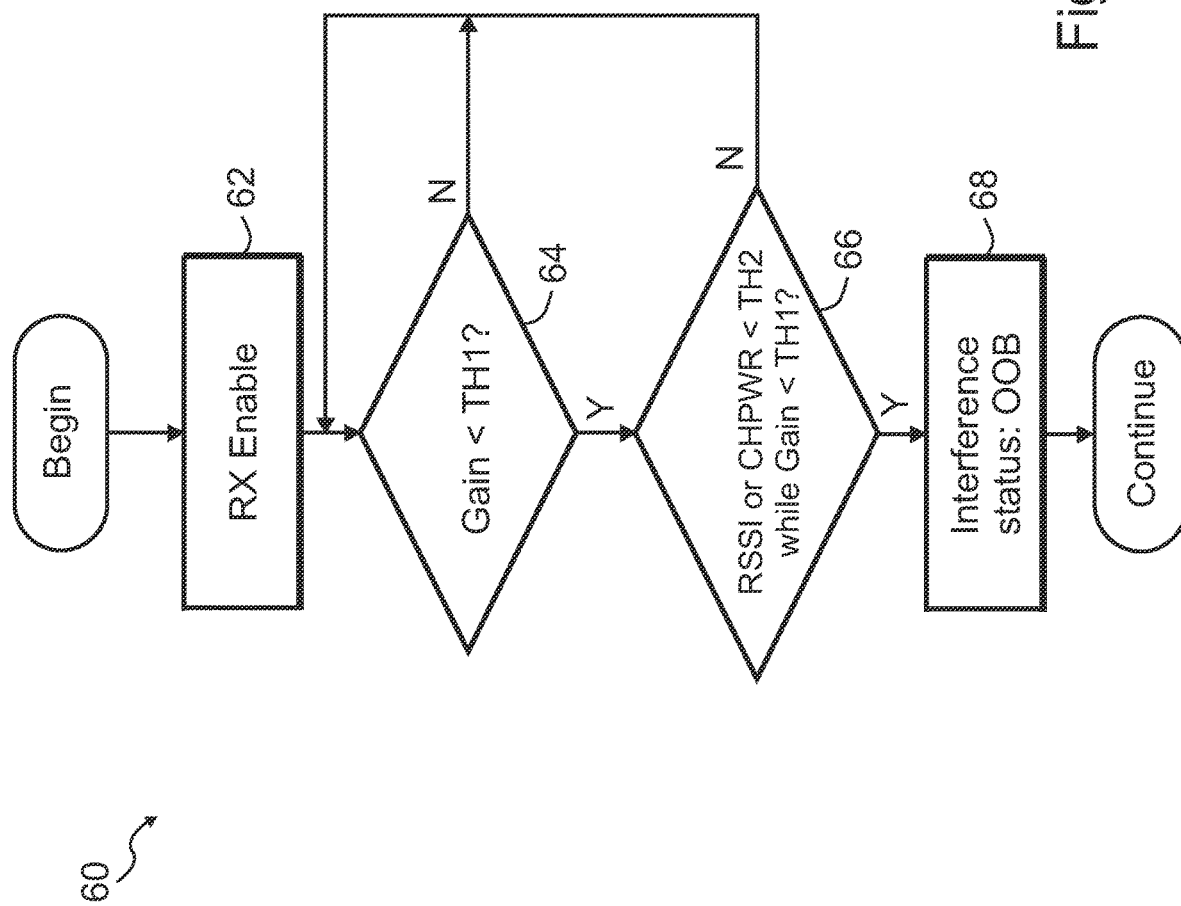 60
Begin
RX Enable
62
Gain < TH1?
64
N
Y
RSSI or CHPWR < TH2
while Gain < TH1?
66
N
Y
Interference
status: OOB
68
Continue